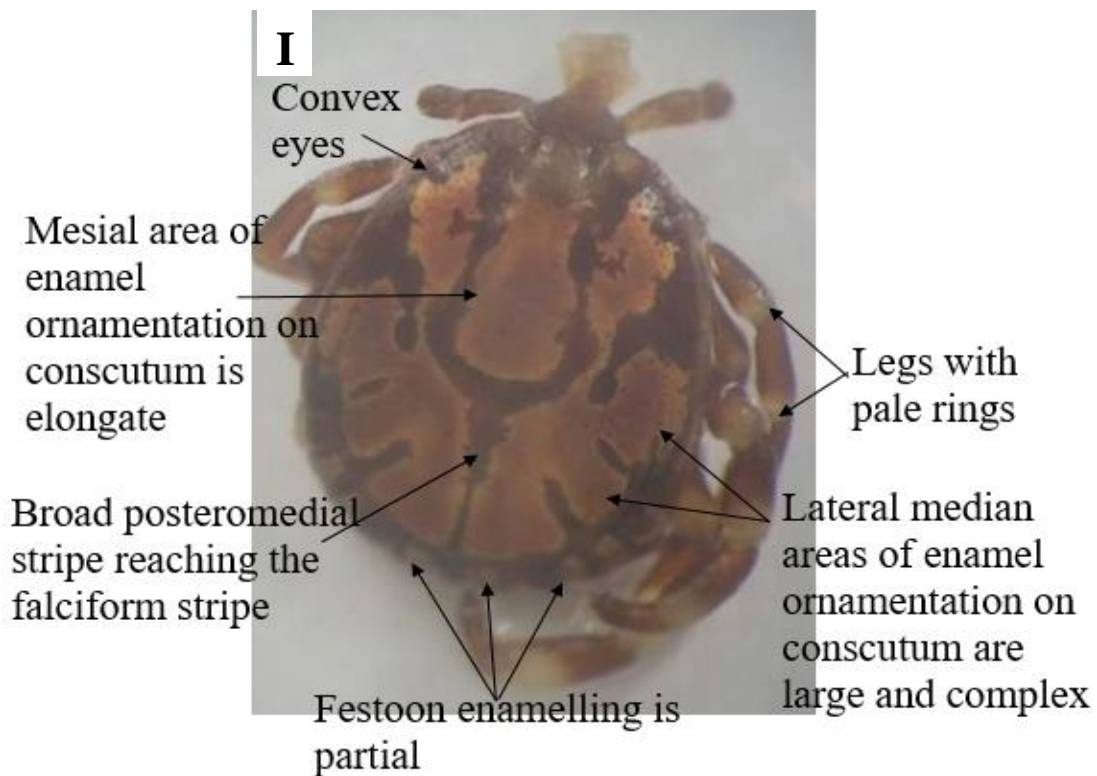 I
Convex
eyes
Mesial area of
enamel
ornamentation on
conscutum is
elongate
Broad posteromedial
stripe reaching the
falciform stripe
Legs with
pale rings
Lateral median
areas of enamel
ornamentation on
conscutum are
large and complex
Festoon enamelling is
partial